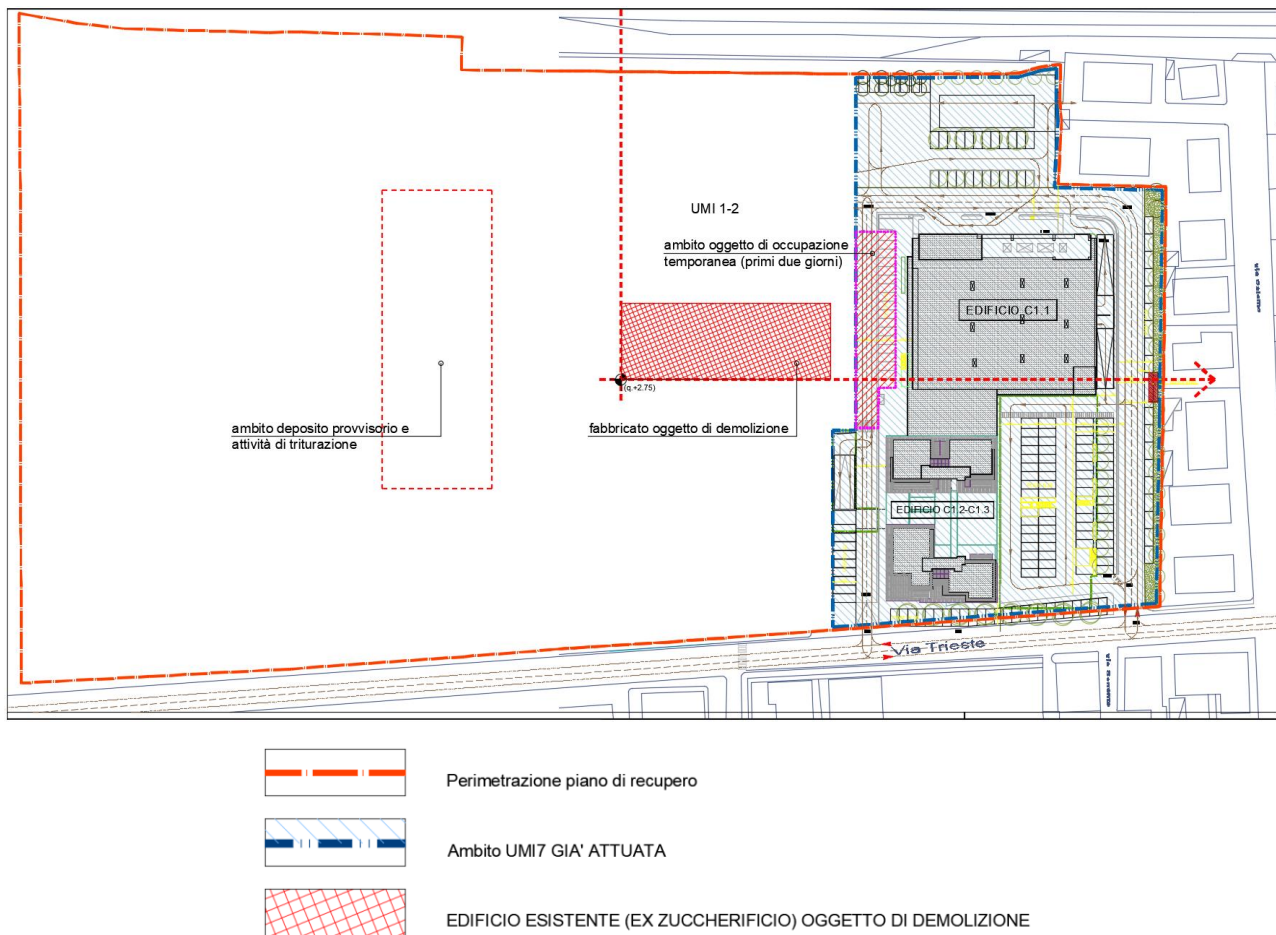 UMI 1-2
ambito oggetto di occupazione
temporanea (primi due giorni)
EDIFICIO C1.1
(q.+2.75)
ambito deposito provvisorio e
attività di triturazione
fabbricato oggetto di demolizione
EDIFICIO C1.2-C1.3
Via Trieste
Perimetrazione piano di recupero
Ambito UMI7 GIA' ATTUATA
EDIFICIO ESISTENTE (EX ZUCCHERIFICIO) OGGETTO DI DEMOLIZIONE